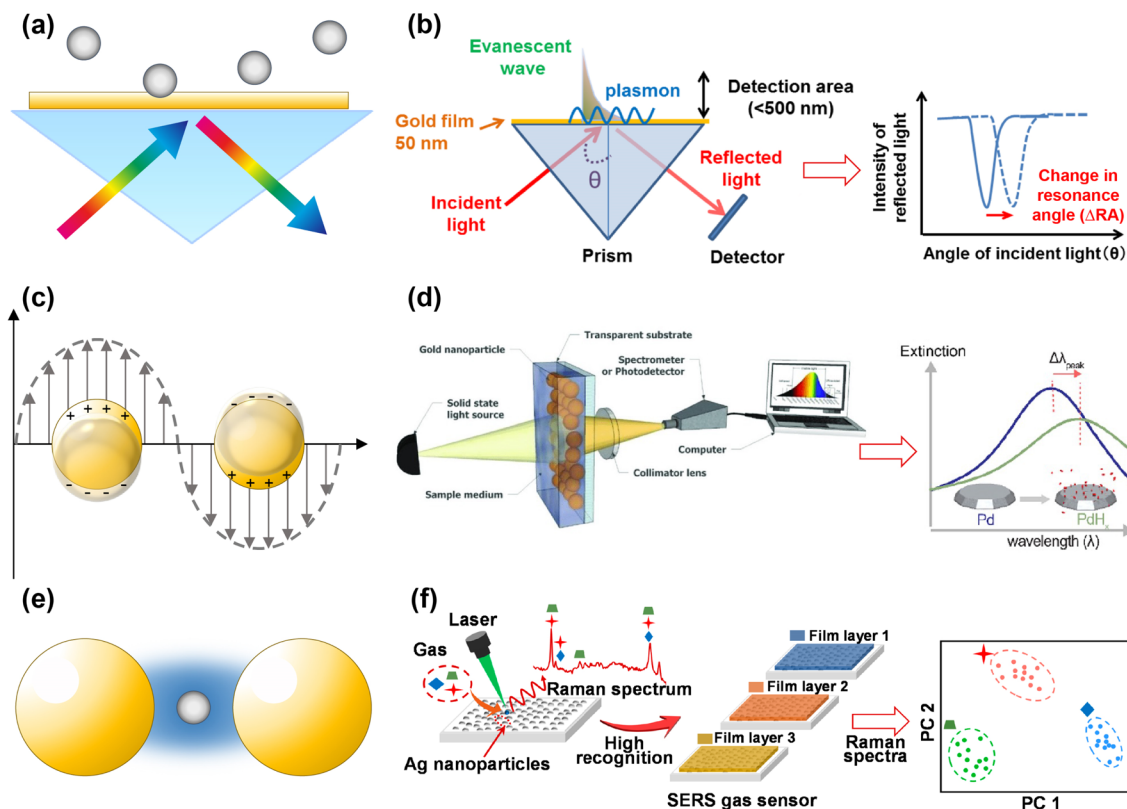 (a)
(b)
Evanescent
wave
plasmon
Detection area
(<500 nm)
Gold film
50 nm
θ
Reflected
light
Incident
light
Prism
Detector
Intensity of
reflected light
Change in
resonance
angle (ΔRA)
Angle of incident light(θ)
(c)
+ + + +
- - - -
- - - -
+ + + +
(d)
Transparent substrate
Gold nanoparticle
Spectrometer
or Photodetector
Solid state
light source
Computer
Collimator lens
Sample medium
Extinction
Δλpeak
Pd
PdH
wavelength (λ)
(e)
(f)
Laser
Gas
Raman spectrum
Ag nanoparticles
High
recognition
Film layer 1
Film layer 2
Film layer 3
SERS gas sensor
Raman
spectra
PC 2
PC 1